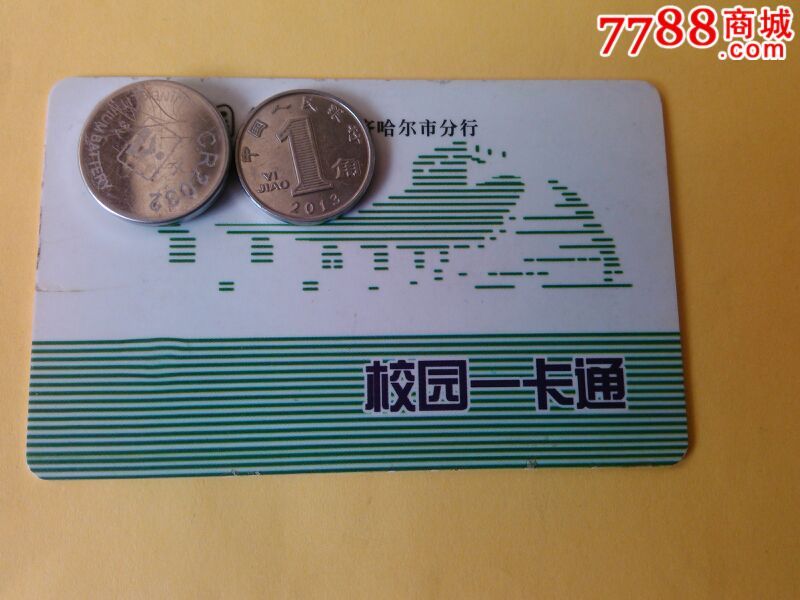 7788商城
.com
齐哈尔市分行
CR2032
中国人民银行
1角
YI
JIAO
2013
校园一卡通